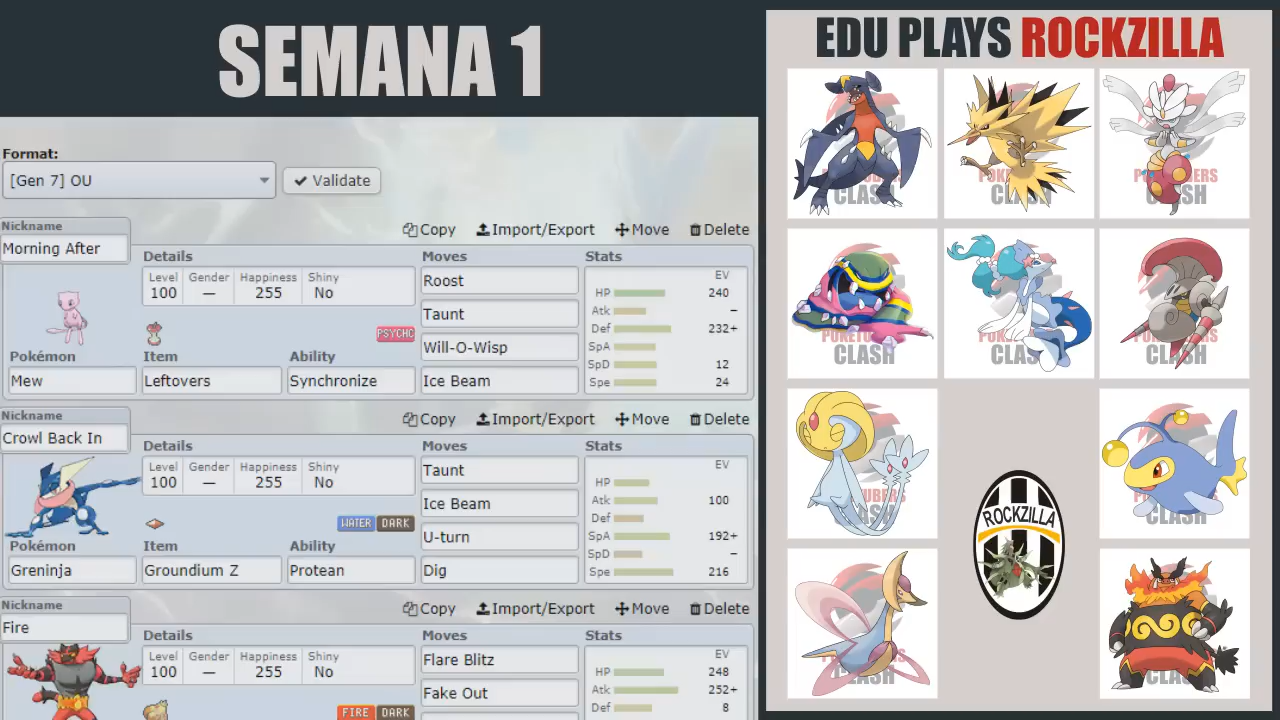 SEMANA 1
EDU PLAYS ROCKZILLA
Format:
[Gen 7] OU
Validate
Nickname
Morning After
Copy Import/Export Move Delete
Details
Level Gender Happiness Shiny
100 — 255 No
PSYCHC
Pokémon Item Ability
Mew Leftovers Synchronize
Moves
Roost
Taunt
Will-O-Wisp
Ice Beam
Stats
EV
HP 240
Atk –
Def 232+
SpA
SpD 12
Spe 24
Nickname
Crowl Back In
Copy Import/Export Move Delete
Details
Level Gender Happiness Shiny
100 — 255 No
WATER DARK
Pokémon Item Ability
Greninja Groundium Z Protean
Moves
Taunt
Ice Beam
U-turn
Dig
Stats
EV
HP
Atk 100
Def
SpA 192+
SpD –
Spe 216
Nickname
Fire
Copy Import/Export Move Delete
Details
Level Gender Happiness Shiny
100 — 255 No
FIRE DARK
Moves
Flare Blitz
Fake Out
Stats
EV
HP 248
Atk 252+
Def 8
CLASH
CLASH
CLASH
CLASH
CLASH
CLASH
ROCKZILLA